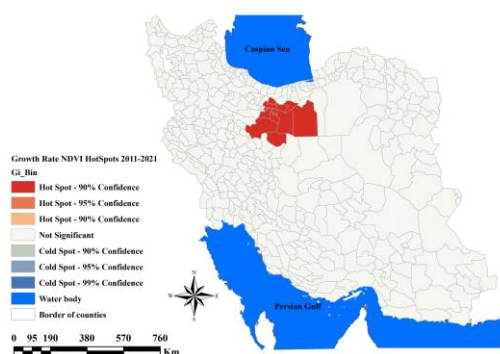 Caspian Sea
Growth Rate NDVI HotSpots 2011-2021
Gi_Bin
Hot Spot - 90% Confidence
Hot Spot - 95% Confidence
Hot Spot - 90% Confidence
Not Significant
Cold Spot - 90% Confidence
Cold Spot - 95% Confidence
Cold Spot - 99% Confidence
Water body
Border of counties
Persian Gulf
N
W E
S
0 95 190 380 570 760
Km